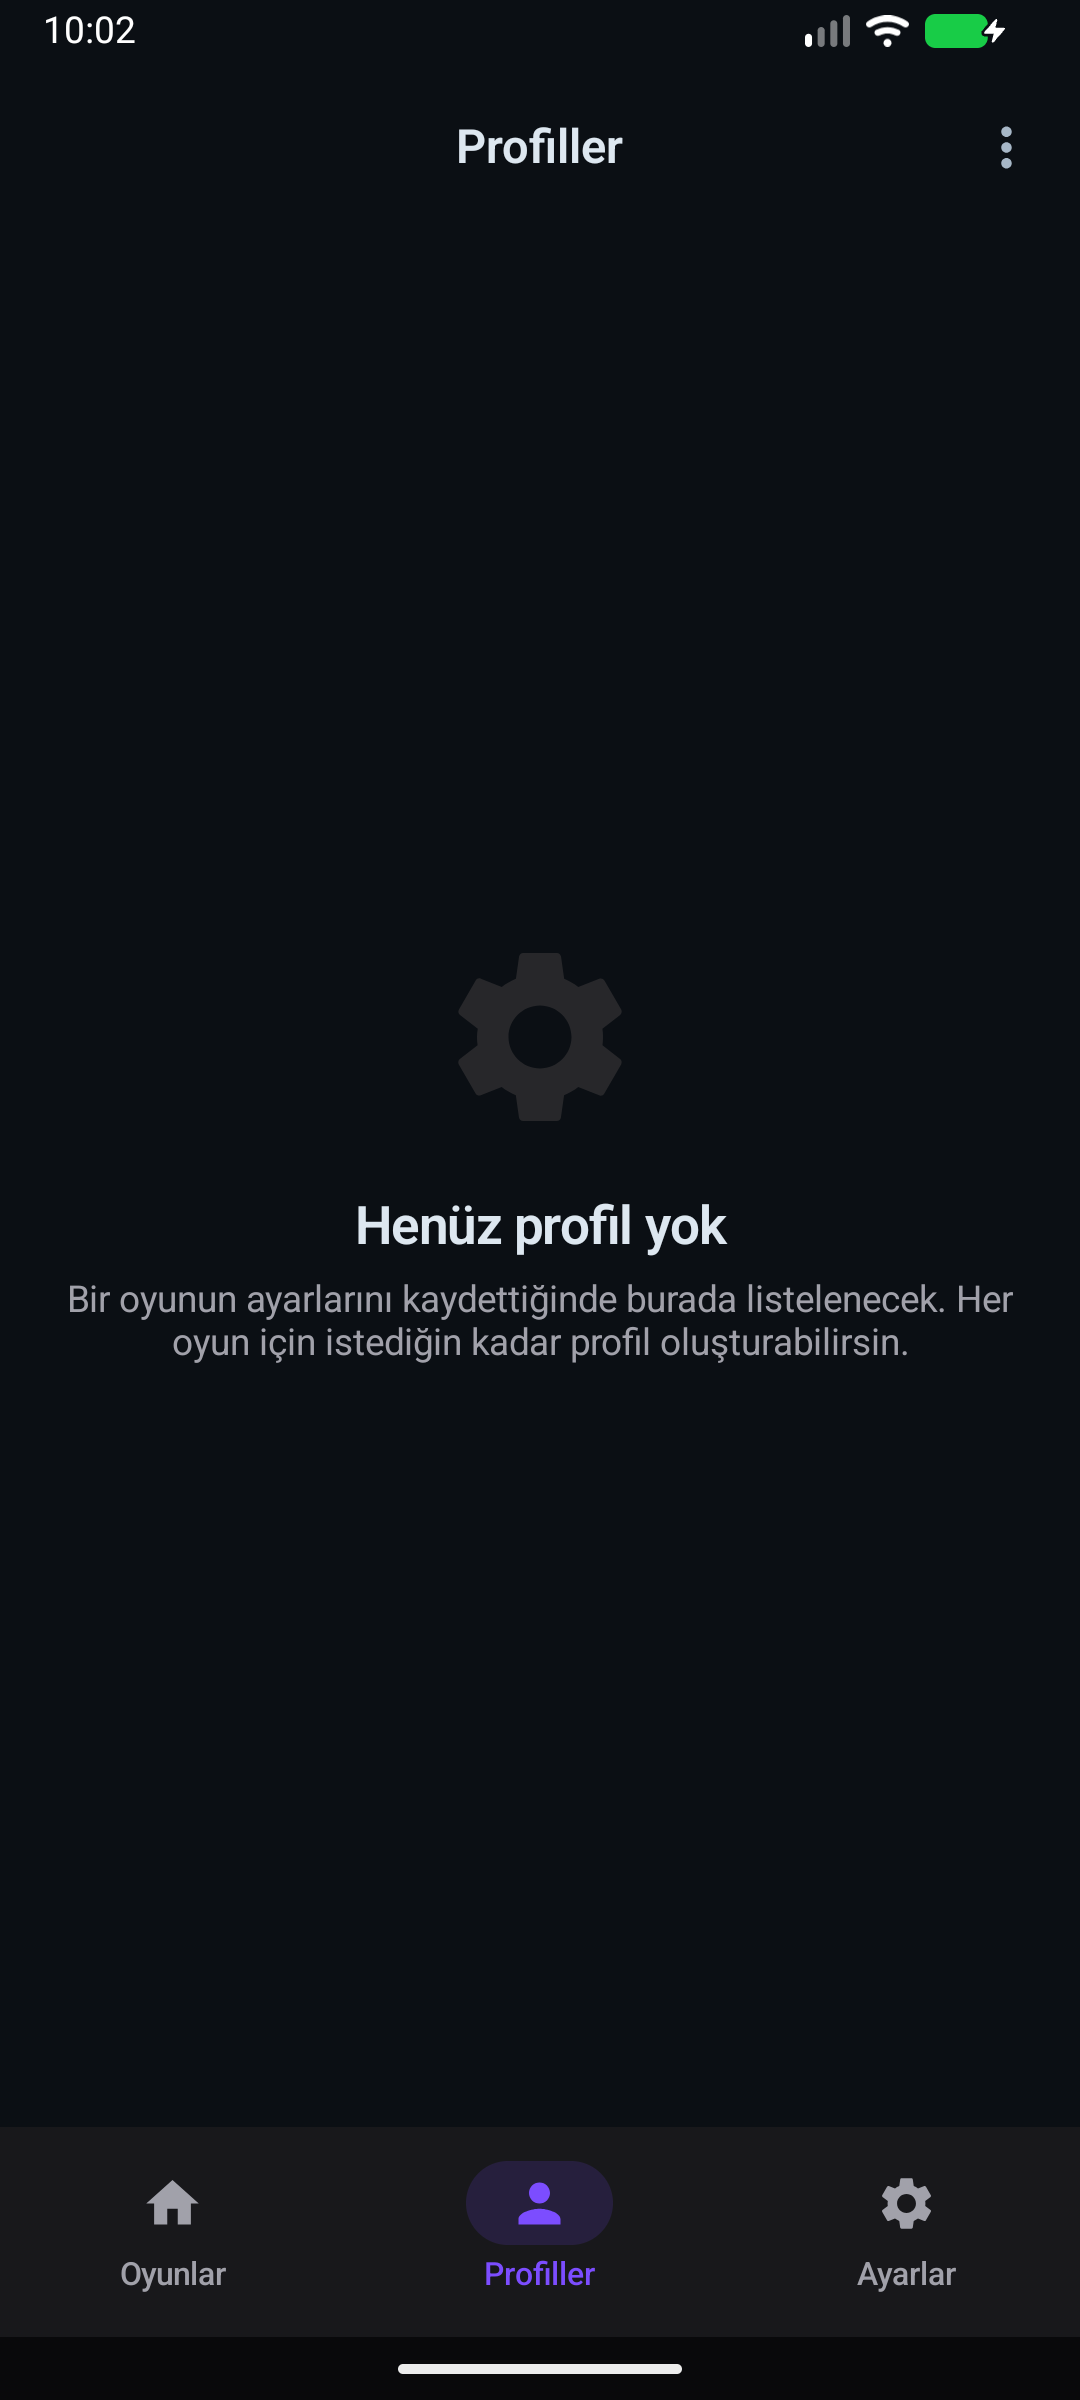 10:02
Profiller
Henüz profil yok
Bir oyunun ayarlarını kaydettiğinde burada listelenecek. Her
oyun için istediğin kadar profil oluşturabilirsin.
Oyunlar
Profiller
Ayarlar